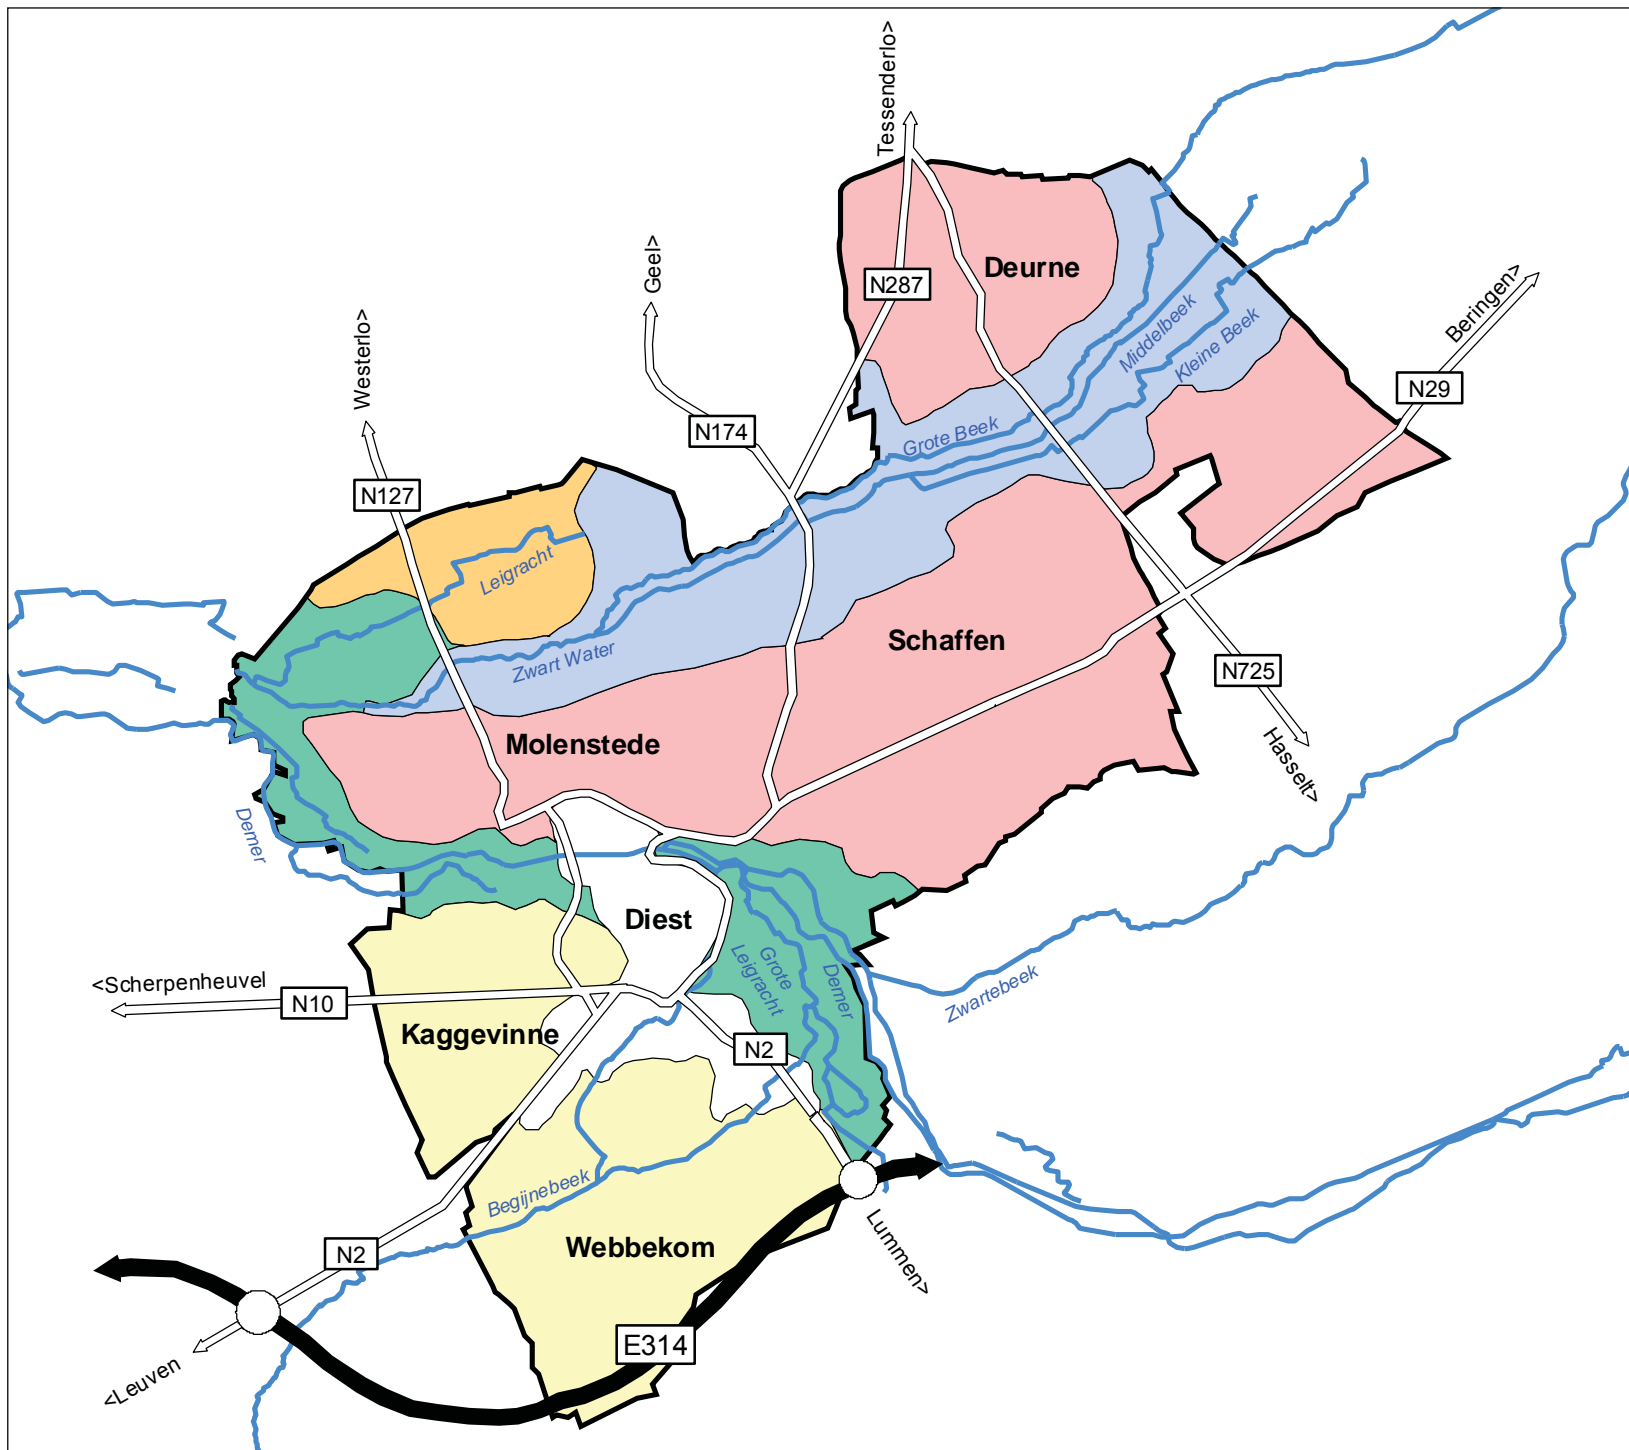 Tessenderlo>
Geel>
Westerlo>
Deurne
N287
Beringen>
Middelbeek
Kleine Beek
N29
N174
Grote Beek
N127
Leigracht
Schaffen
Zwart Water
N725
Molenstede
Hasselt>
Demer
Diest
Grote
Leigracht
Demer
Zwartebeek
<Scherpenheuvel
N10
Kaggevinne
N2
Begijnebeek
Webbekom
Lummen>
N2
E314
<Leuven